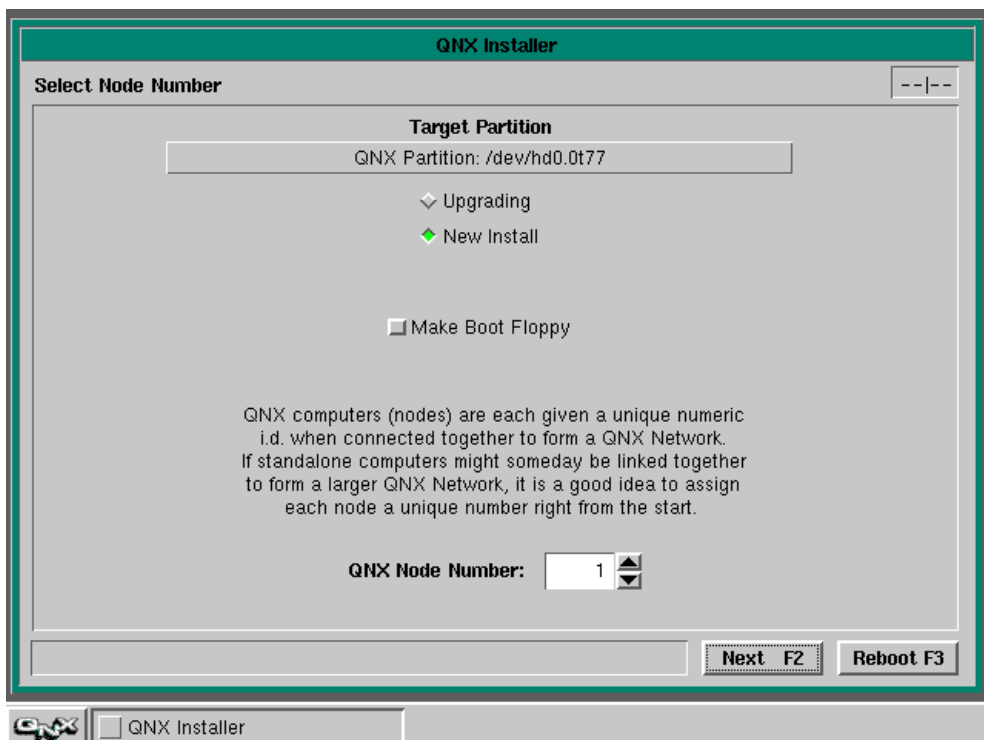 QNX Installer
Select Node Number
--|--
Target Partition
QNX Partition: /dev/hd0.0t77
Upgrading
New Install
Make Boot Floppy
QNX computers (nodes) are each given a unique numeric
i.d. when connected together to form a QNX Network.
If standalone computers might someday be linked together
to form a larger QNX Network, it is a good idea to assign
each node a unique number right from the start.
QNX Node Number: 1
Next F2 Reboot F3
QNX QNX Installer